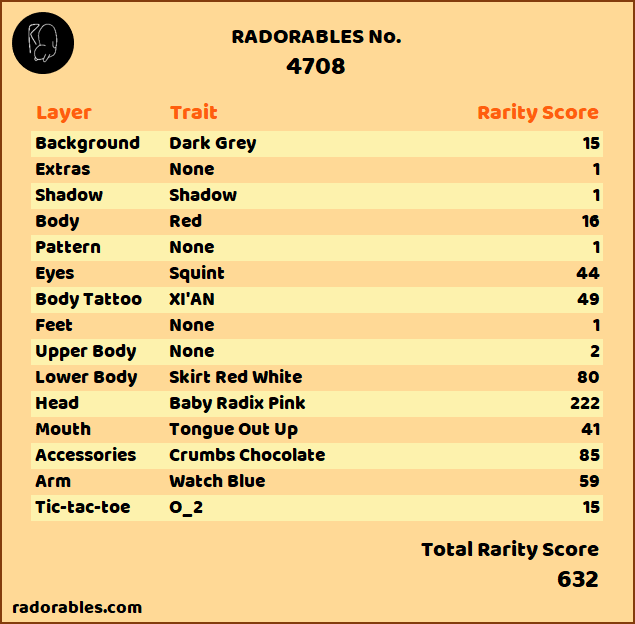 RADORABLES No.
4708
Layer Trait Rarity Score
Background Dark Grey 15
Extras None 1
Shadow Shadow 1
Body Red 16
Pattern None 1
Eyes Squint 44
Body Tattoo XI'AN 49
Feet None 1
Upper Body None 2
Lower Body Skirt Red White 80
Head Baby Radix Pink 222
Mouth Tongue Out Up 41
Accessories Crumbs Chocolate 85
Arm Watch Blue 59
Tic-tac-toe O_2 15
Total Rarity Score
632
radorables.com